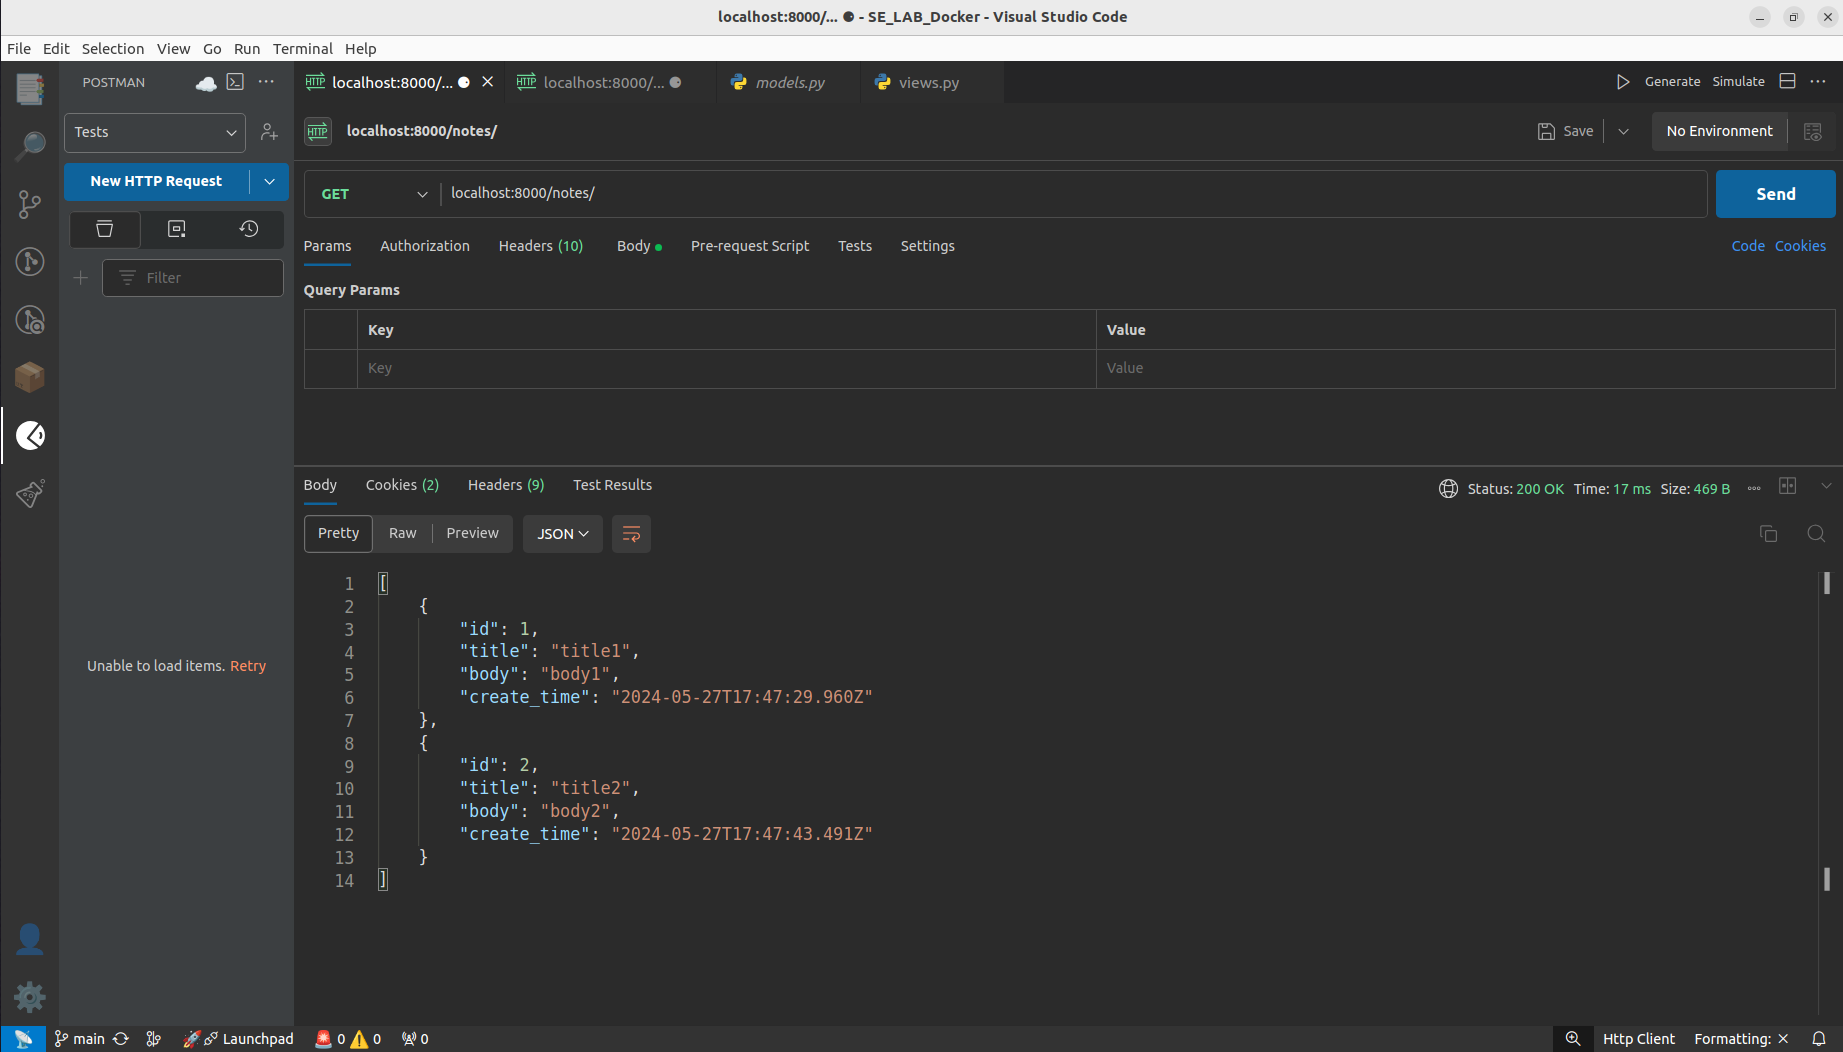 localhost:8000/... ● - SE_LAB_Docker - Visual Studio Code
File Edit Selection View Go Run Terminal Help
POSTMAN
localhost:8000/... localhost:8000/... models.py views.py
Generate Simulate
Tests
HTTP localhost:8000/notes/
Save No Environment
New HTTP Request
GET localhost:8000/notes/ Send
Params Authorization Headers (10) Body Pre-request Script Tests Settings Code Cookies
Filter
Query Params
Key Value
Key Value
Body Cookies (2) Headers (9) Test Results Status: 200 OK Time: 17 ms Size: 469 B
Pretty Raw Preview JSON
1 [
2 {
3 "id": 1,
4 "title": "title1",
5 "body": "body1",
6 "create_time": "2024-05-27T17:47:29.960Z"
7 },
8 {
9 "id": 2,
10 "title": "title2",
11 "body": "body2",
12 "create_time": "2024-05-27T17:47:43.491Z"
13 }
14 ]
Unable to load items. Retry
main Launchpad 0 0 0 Http Client Formatting: ×